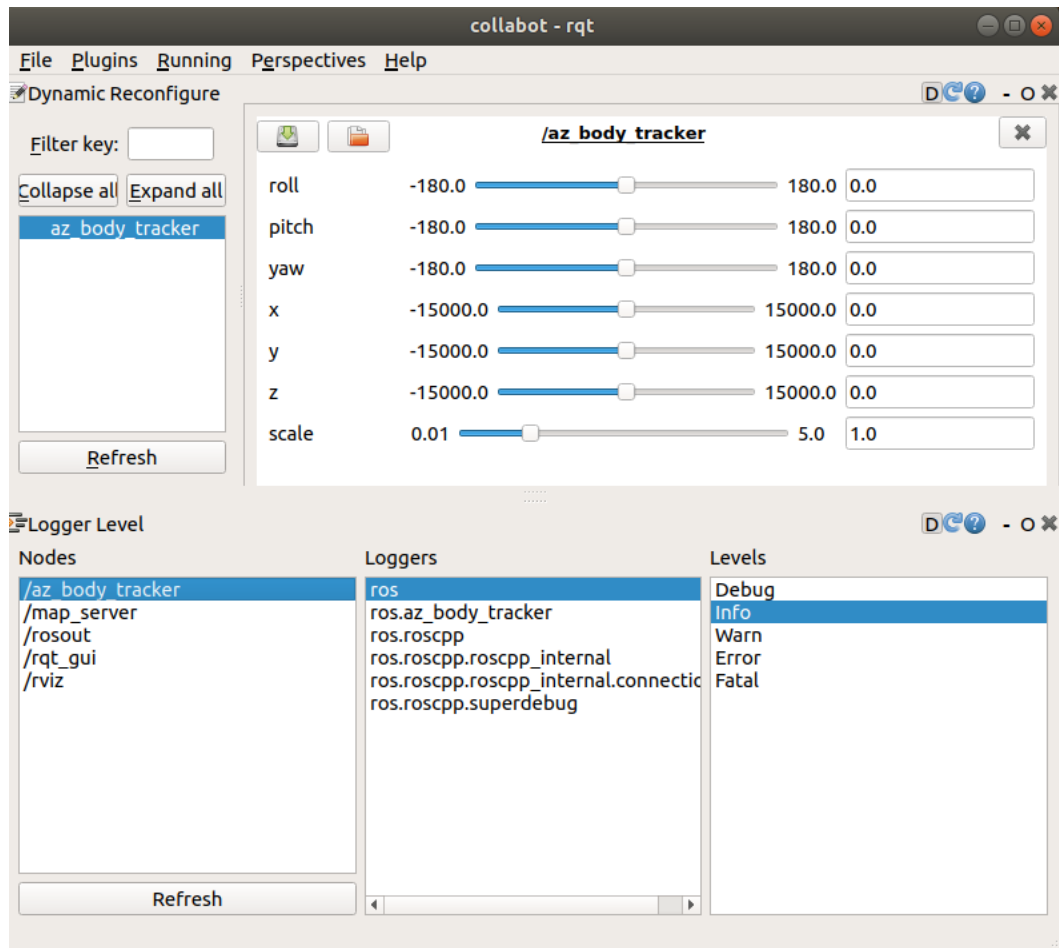 collabot - rqt
File Plugins Running Perspectives Help
Dynamic Reconfigure
D - O
Filter key:
Collapse all Expand all
az_body_tracker
Refresh
/az_body_tracker
roll -180.0 180.0 0.0
pitch -180.0 180.0 0.0
yaw -180.0 180.0 0.0
x -15000.0 15000.0 0.0
y -15000.0 15000.0 0.0
z -15000.0 15000.0 0.0
scale 0.01 5.0 1.0
Logger Level
D - O
Nodes
/az_body_tracker
/map_server
/rosout
/rqt_gui
/rviz
Refresh
Loggers
ros
ros.az_body_tracker
ros.roscpp
ros.roscpp.roscpp_internal
ros.roscpp.roscpp_internal.connectic
ros.roscpp.superdebug
Levels
Debug
Info
Warn
Error
Fatal